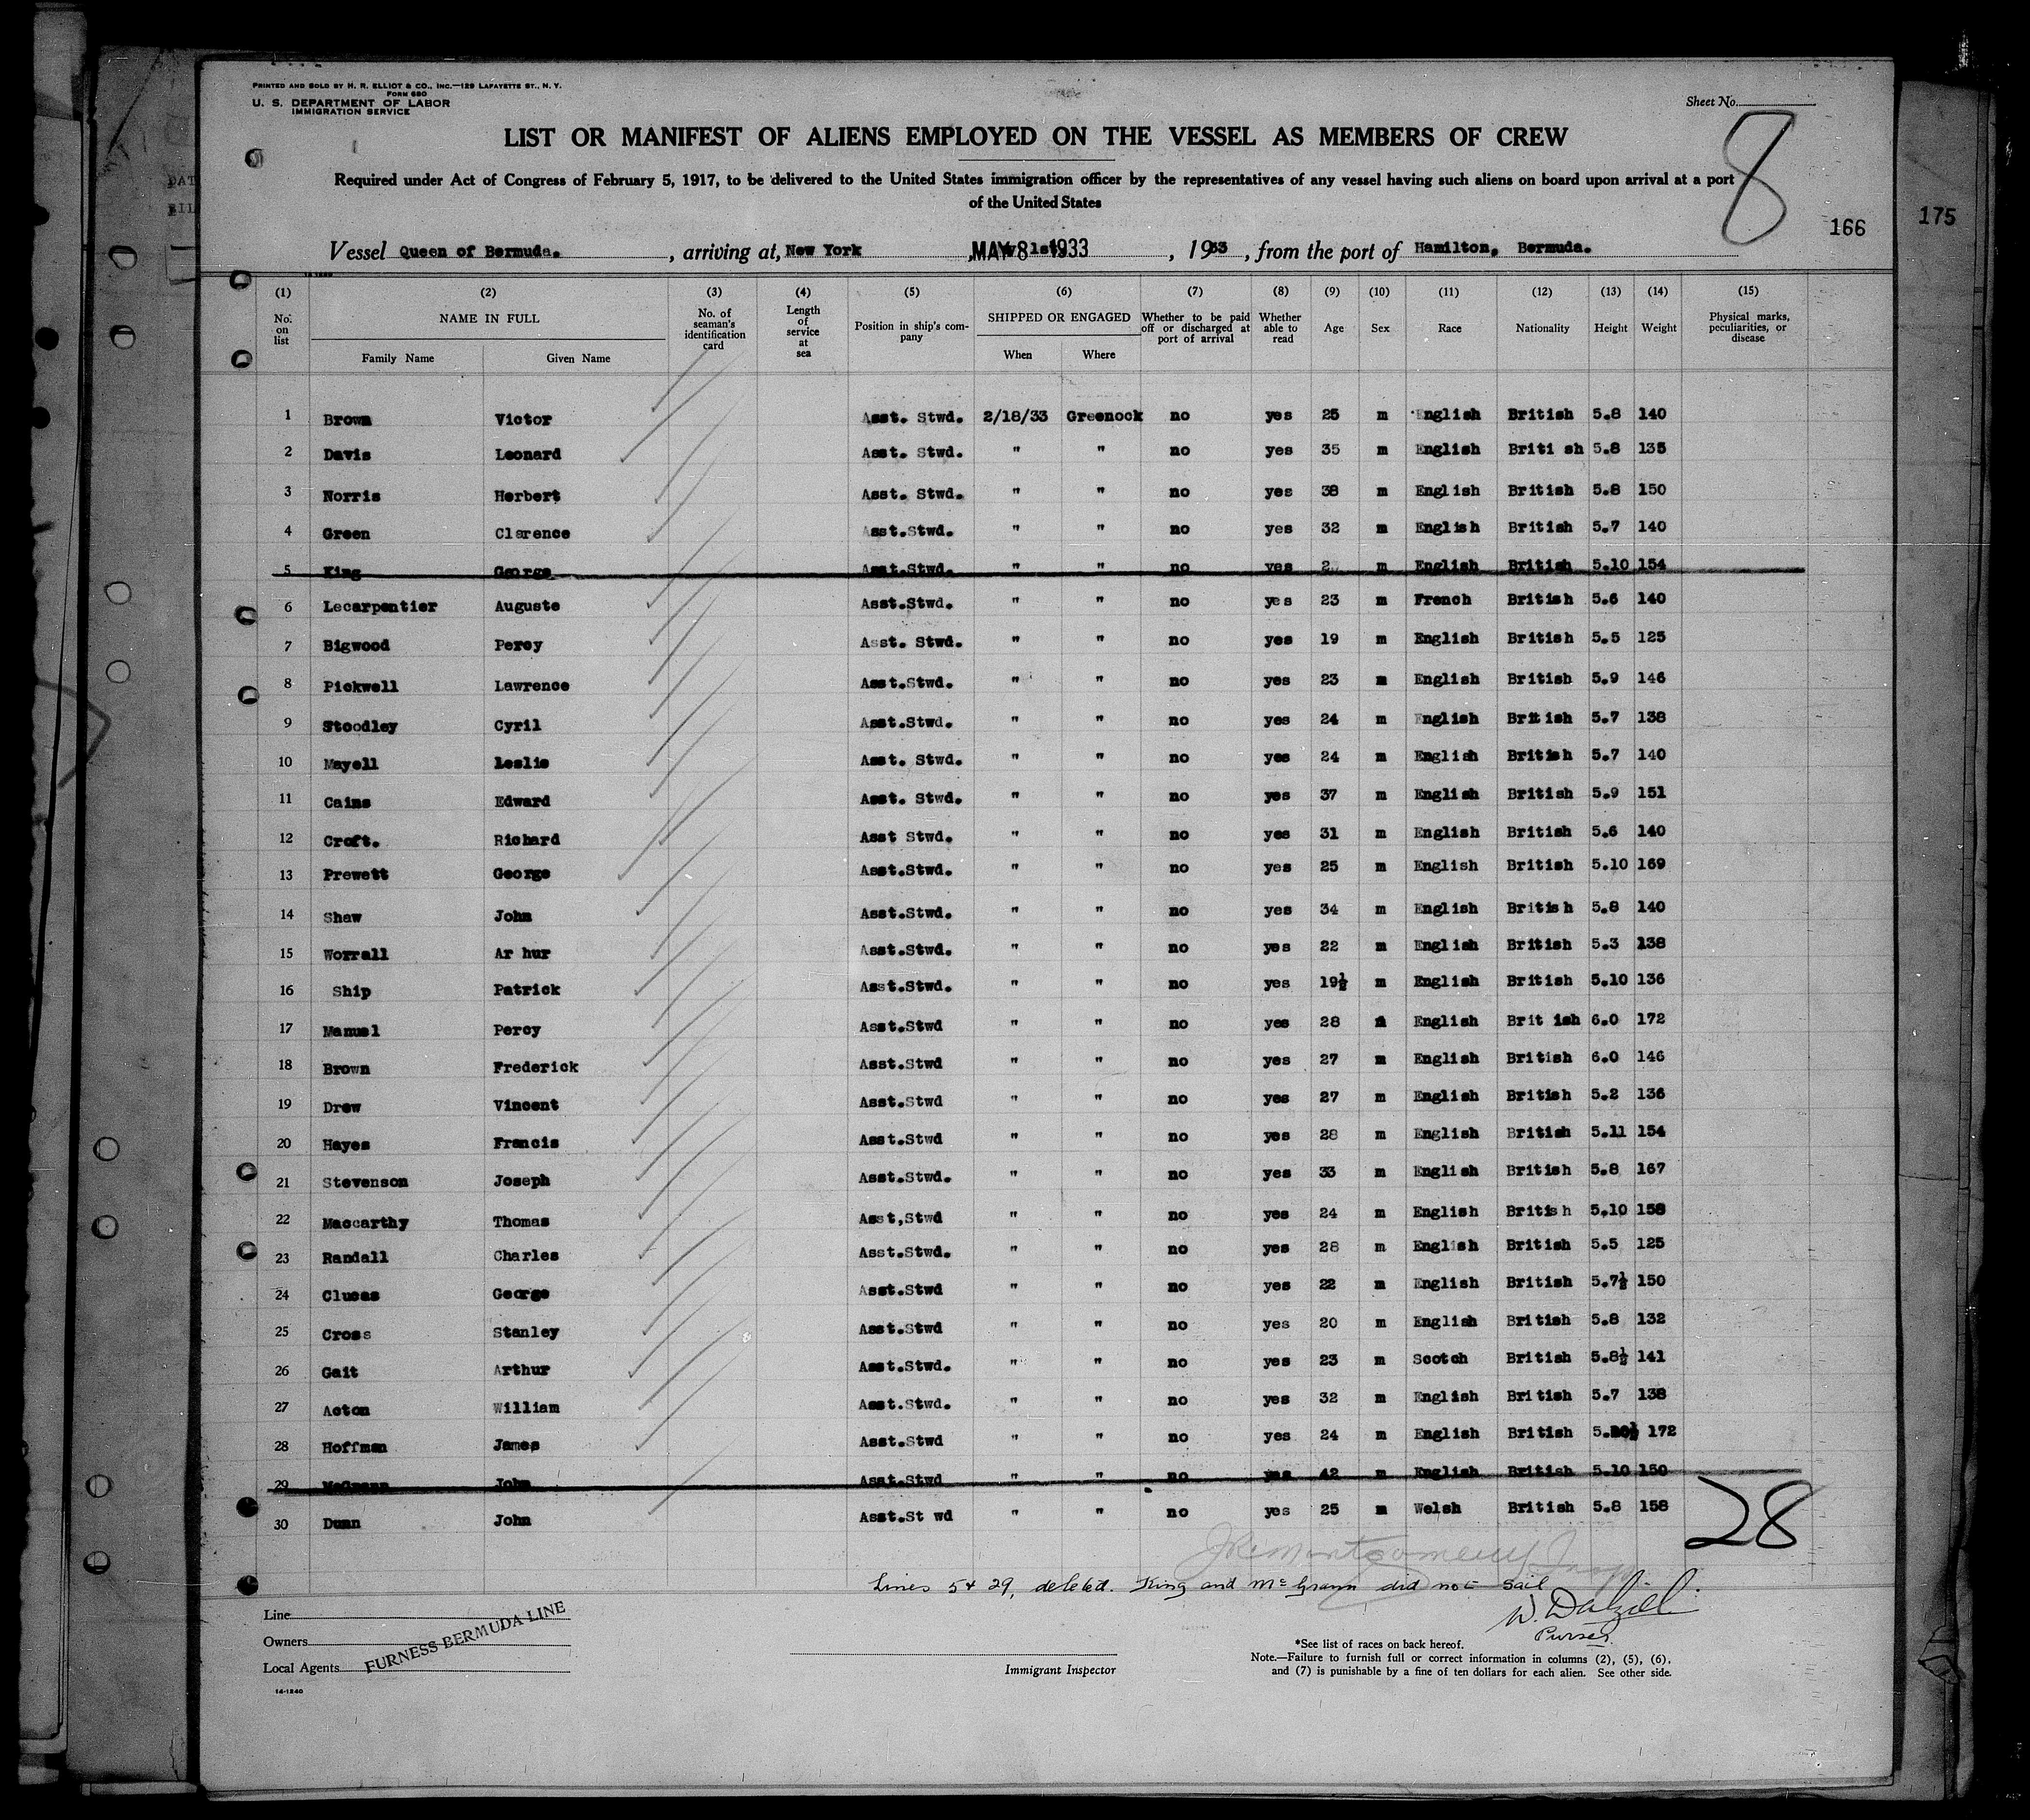 PRINTED AND SOLD BY H. R. ELLIOT & CO., INC.—129 LAFAYETTE ST., N. Y.
FORM 680
U. S. DEPARTMENT OF LABOR
IMMIGRATION SERVICE
Sheet No.
8
LIST OR MANIFEST OF ALIENS EMPLOYED ON THE VESSEL AS MEMBERS OF CREW
Required under Act of Congress of February 5, 1917, to be delivered to the United States immigration officer by the representatives of any vessel having such aliens on board upon arrival at a port
of the United States
166
175
Vessel Queen of Bermuda. , arriving at, New York , MAY 8 1933 , 1933 , from the port of Hamilton, Bermuda.
(1) (2) (3) (4) (5) (6) (7) (8) (9) (10) (11) (12) (13) (14) (15)
No. on list NAME IN FULL Family Name Given Name No. of seaman's identification card Length of service at sea Position in ship's company SHIPPED OR ENGAGED When Where Whether to be paid off or discharged at port of arrival Whether able to read Age Sex Race Nationality Height Weight Physical marks, peculiarities, or disease
1 Brown Victor Asst. Stwd. 2/18/33 Greenock no yes 25 m English British 5.8 140
2 Davis Leonard Asst. Stwd. " " no yes 35 m English Briti sh 5.8 135
3 Norris Herbert Asst. Stwd. " " no yes 38 m English British 5.8 150
4 Green Clarence Asst.Stwd. " " no yes 32 m English British 5.7 140
5 King George Asst.Stwd. " " no yes 2 m English British 5.10 154
6 Lecarpentier Auguste Asst.Stwd. " " no yes 23 m French British 5.6 140
7 Bigwood Percy Asst. Stwd. " " no yes 19 m English British 5.5 125
8 Pickwell Lawrence Asst.Stwd. " " no yes 23 m English British 5.9 146
9 Stoodley Cyril Asst.Stwd. " " no yes 24 m English British 5.7 138
10 Mayell Leslie Asst. Stwd. " " no yes 24 m English British 5.7 140
11 Cains Edward Asst. Stwd. " " no yes 37 m English British 5.9 151
12 Croft. Richard Asst Stwd. " " no yes 31 m English British 5.6 140
13 Prewett George Asst.Stwd. " " no yes 25 m English British 5.10 169
14 Shaw John Asst.Stwd. " " no yes 34 m English British 5.8 140
15 Worrall Ar hur Asst.Stwd. " " no yes 22 m English British 5.3 138
16 Ship Patrick Asst.Stwd. " " no yes 19½ m English British 5.10 136
17 Manuel Percy Asst.Stwd " " no yes 28 m English Brit ish 6.0 172
18 Brown Frederick Asst.Stwd " " no yes 27 m English British 6.0 146
19 Drew Vincent Asst.Stwd " " no yes 27 m English British 5.2 136
20 Hayes Francis Asst.Stwd " " no yes 28 m English British 5.11 154
21 Stevenson Joseph Asst.Stwd. " " no yes 33 m English British 5.8 167
22 Maccarthy Thomas Asst,Stwd " " no yes 24 m English British 5.10 158
23 Randall Charles Asst.Stwd. " " no yes 28 m English British 5.5 125
24 Clucas George Asst.Stwd " " no yes 22 m English British 5.7½ 150
25 Cross Stanley Asst.Stwd " " no yes 20 m English British 5.8 132
26 Gait Arthur Asst.Stwd. " " no yes 23 m Scotch British 5.8½ 141
27 Acton William Asst.Stwd. " " no yes 32 m English British 5.7 138
28 Hoffman James Asst.Stwd " " no yes 24 m English British 172
29 McGrann John Asst.Stwd " " no yes 42 m English British 5.10 150
30 Dunn John Asst.St wd " " no yes 25 m Welsh British 5.8 158
28
Lines 5 & 29, deleted. King and McGrann did not sail
W. Dalziel
Purser.
Line
Owners
Local Agents
FURNESS BERMUDA LINE
Immigrant Inspector
*See list of races on back hereof.
Note.—Failure to furnish full or correct information in columns (2), (5), (6),
and (7) is punishable by a fine of ten dollars for each alien. See other side.
14-1240